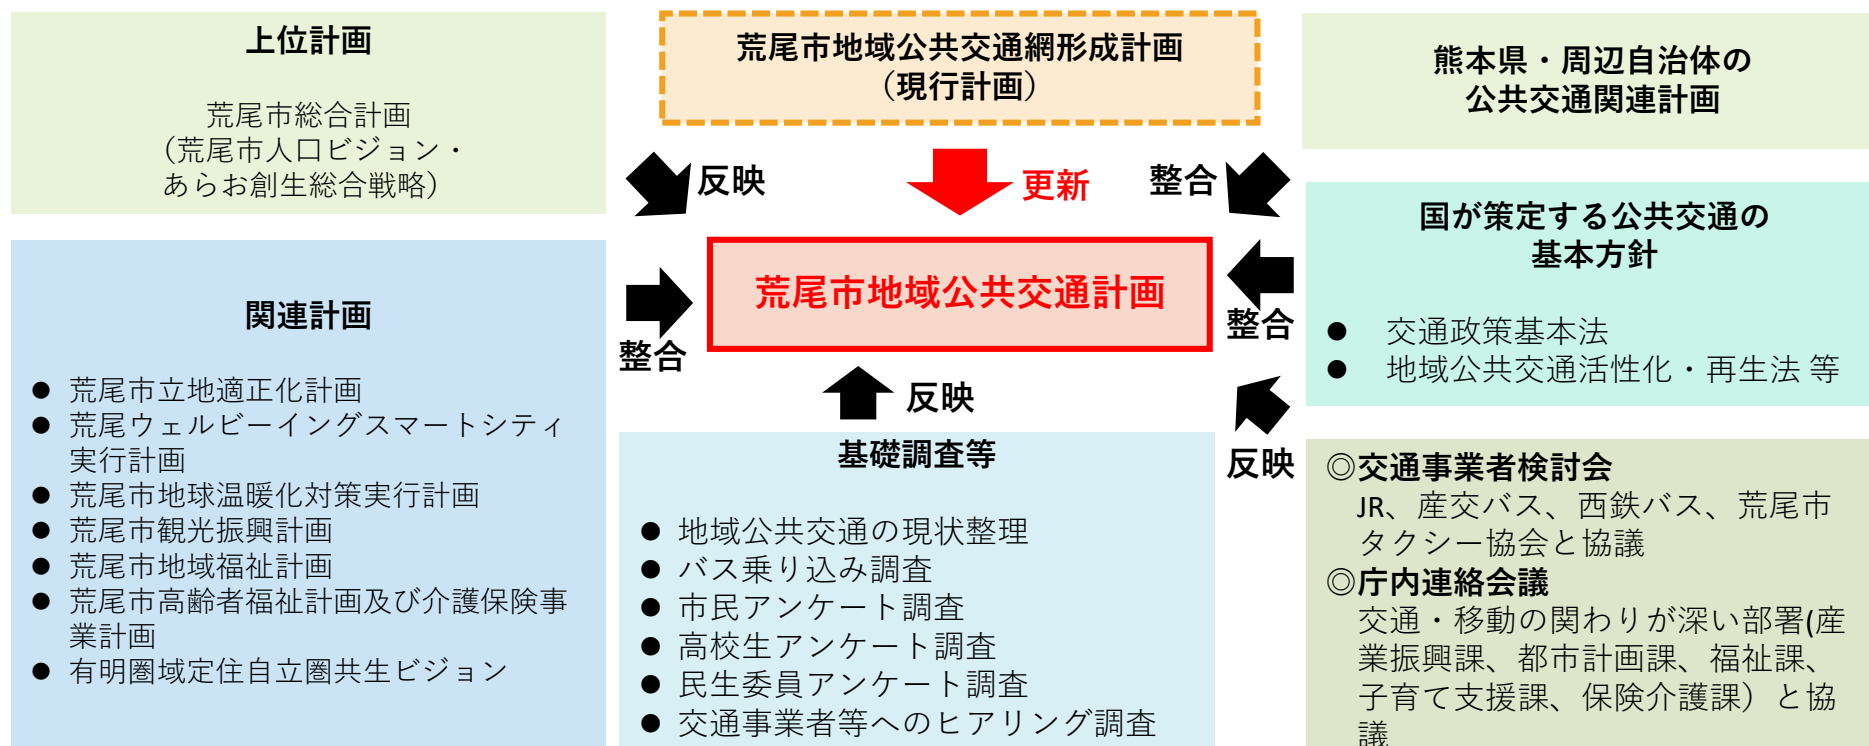 上位計画
荒尾市総合計画
（荒尾市人口ビジョン・
あらお創生総合戦略）
荒尾市地域公共交通網形成計画
（現行計画）
熊本県・周辺自治体の
公共交通関連計画
反映
更新
整合
国が策定する公共交通の
基本方針
● 交通政策基本法
● 地域公共交通活性化・再生法 等
関連計画
● 荒尾市立地適正化計画
● 荒尾ウェルビーイングスマートシティ
実行計画
● 荒尾市地球温暖化対策実行計画
● 荒尾市観光振興計画
● 荒尾市地域福祉計画
● 荒尾市高齢者福祉計画及び介護保険事
業計画
● 有明圏域定住自立圏共生ビジョン
整合
荒尾市地域公共交通計画
整合
反映
反映
基礎調査等
● 地域公共交通の現状整理
● バス乗り込み調査
● 市民アンケート調査
● 高校生アンケート調査
● 民生委員アンケート調査
● 交通事業者等へのヒアリング調査
◎交通事業者検討会
JR、産交バス、西鉄バス、荒尾市
タクシー協会と協議
◎庁内連絡会議
交通・移動の関わりが深い部署(産
業振興課、都市計画課、福祉課、
子育て支援課、保険介護課）と協
議